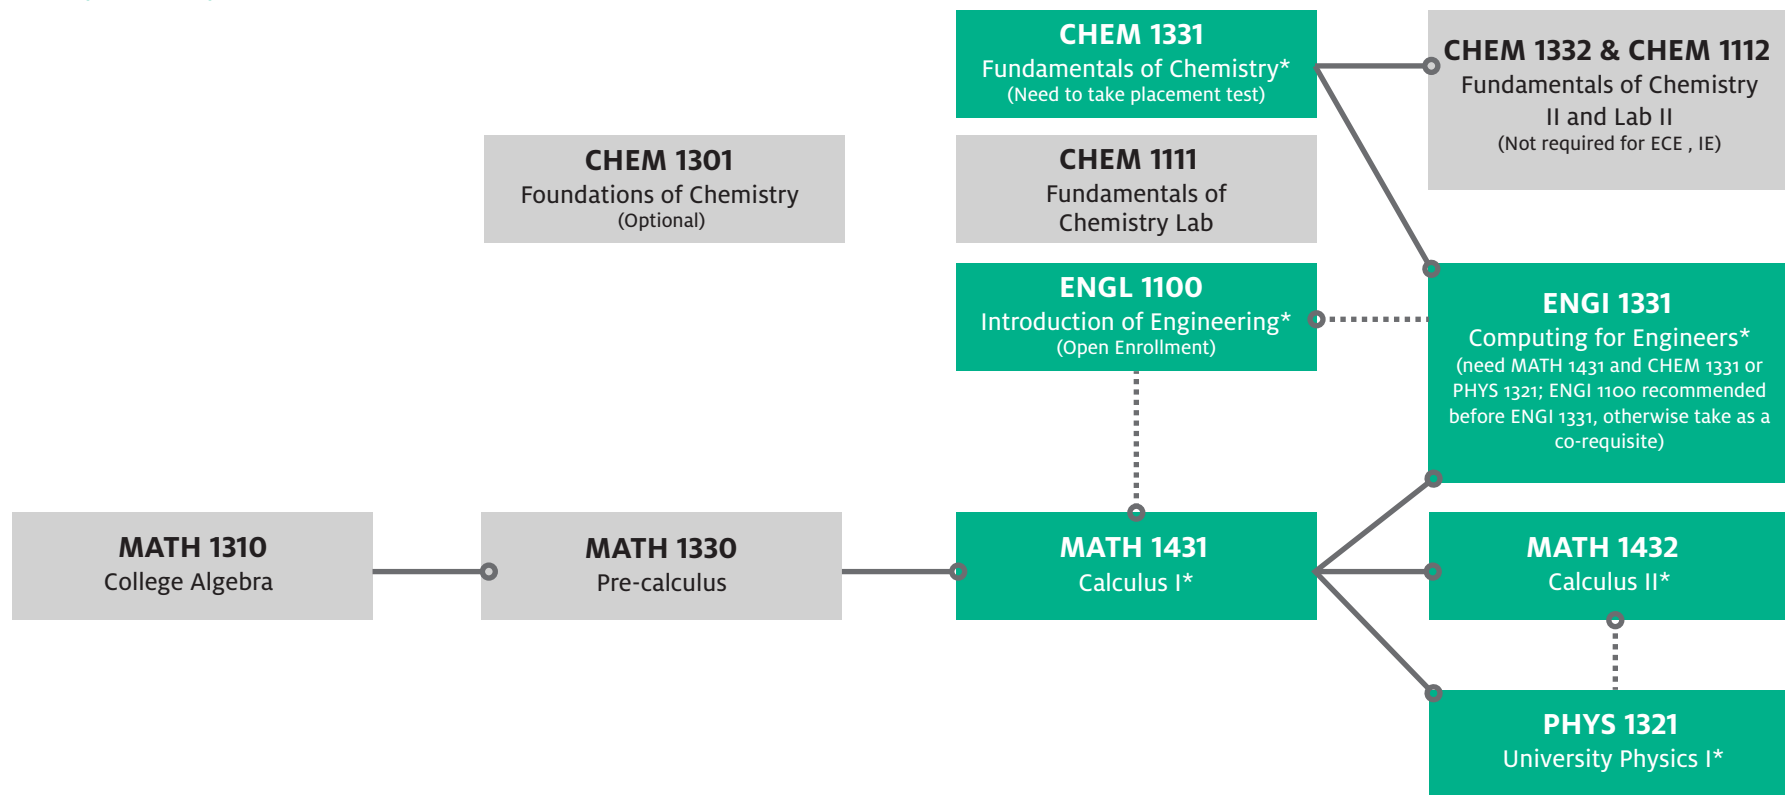 CHEM 1331
Fundamentals of Chemistry*
(Need to take placement test)
CHEM 1332 & CHEM 1112
Fundamentals of Chemistry
II and Lab II
(Not required for ECE , IE)
CHEM 1301
Foundations of Chemistry
(Optional)
CHEM 1111
Fundamentals of
Chemistry Lab
ENGL 1100
Introduction of Engineering*
(Open Enrollment)
ENGI 1331
Computing for Engineers*
(need MATH 1431 and CHEM 1331 or
PHYS 1321; ENGI 1100 recommended
before ENGI 1331, otherwise take as a
co-requisite)
MATH 1310
College Algebra
MATH 1330
Pre-calculus
MATH 1431
Calculus I*
MATH 1432
Calculus II*
PHYS 1321
University Physics I*